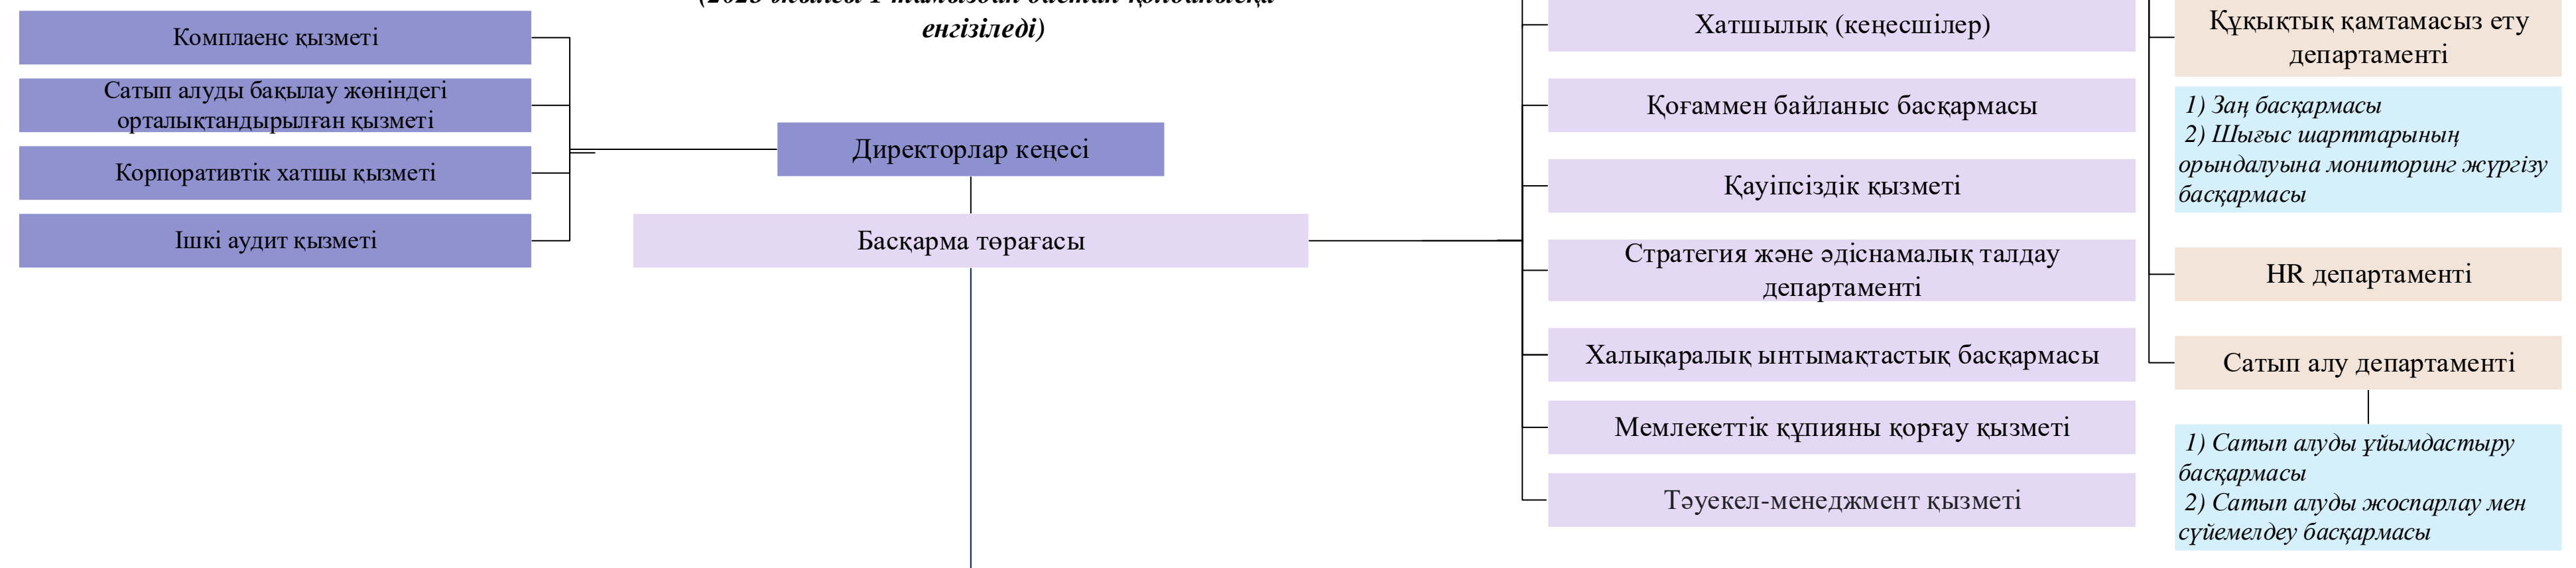 енгізіледі)
Комплаенс қызметі
Сатып алуды бақылау жөніндегі
орталықтандырылған қызметі
Корпоративтік хатшы қызметі
Ішкі аудит қызметі
Директорлар кеңесі
Басқарма төрағасы
Хатшылық (кеңесшілер)
Қоғаммен байланыс басқармасы
Қауіпсіздік қызметі
Стратегия және әдіснамалық талдау
департаменті
Халықаралық ынтымақтастық басқармасы
Мемлекеттік құпияны қорғау қызметі
Тәуекел-менеджмент қызметі
Құқықтық қамтамасыз ету
департаменті
1) Заң басқармасы
2) Шығыс шарттарының
орындалуына мониторинг жүргізу
басқармасы
HR департаменті
Сатып алу департаменті
1) Сатып алуды ұйымдастыру
басқармасы
2) Сатып алуды жоспарлау мен
сүйемелдеу басқармасы